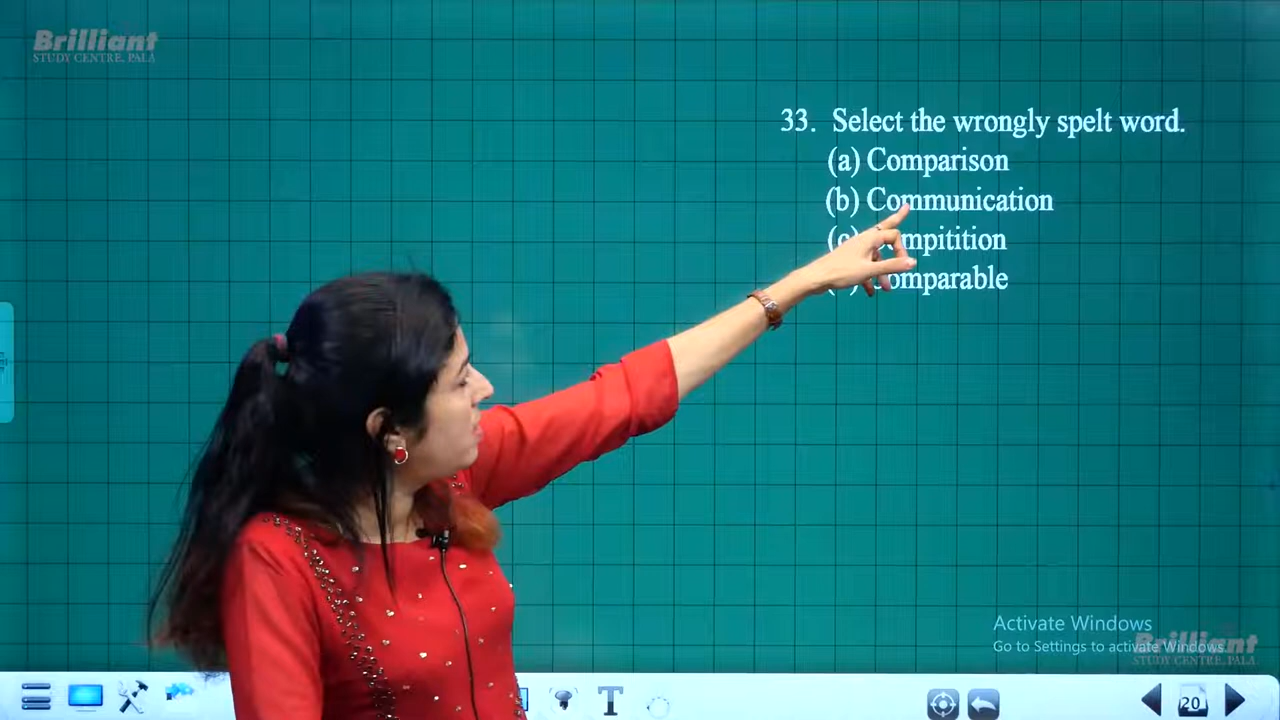 Brilliant
STUDY CENTRE, PALA
33. Select the wrongly spelt word.
(a) Comparison
(b) Communication
mpitition
omparable
Activate Windows
Go to Settings to activate Windows.
Brilliant
STUDY CENTRE, PALA
T
20